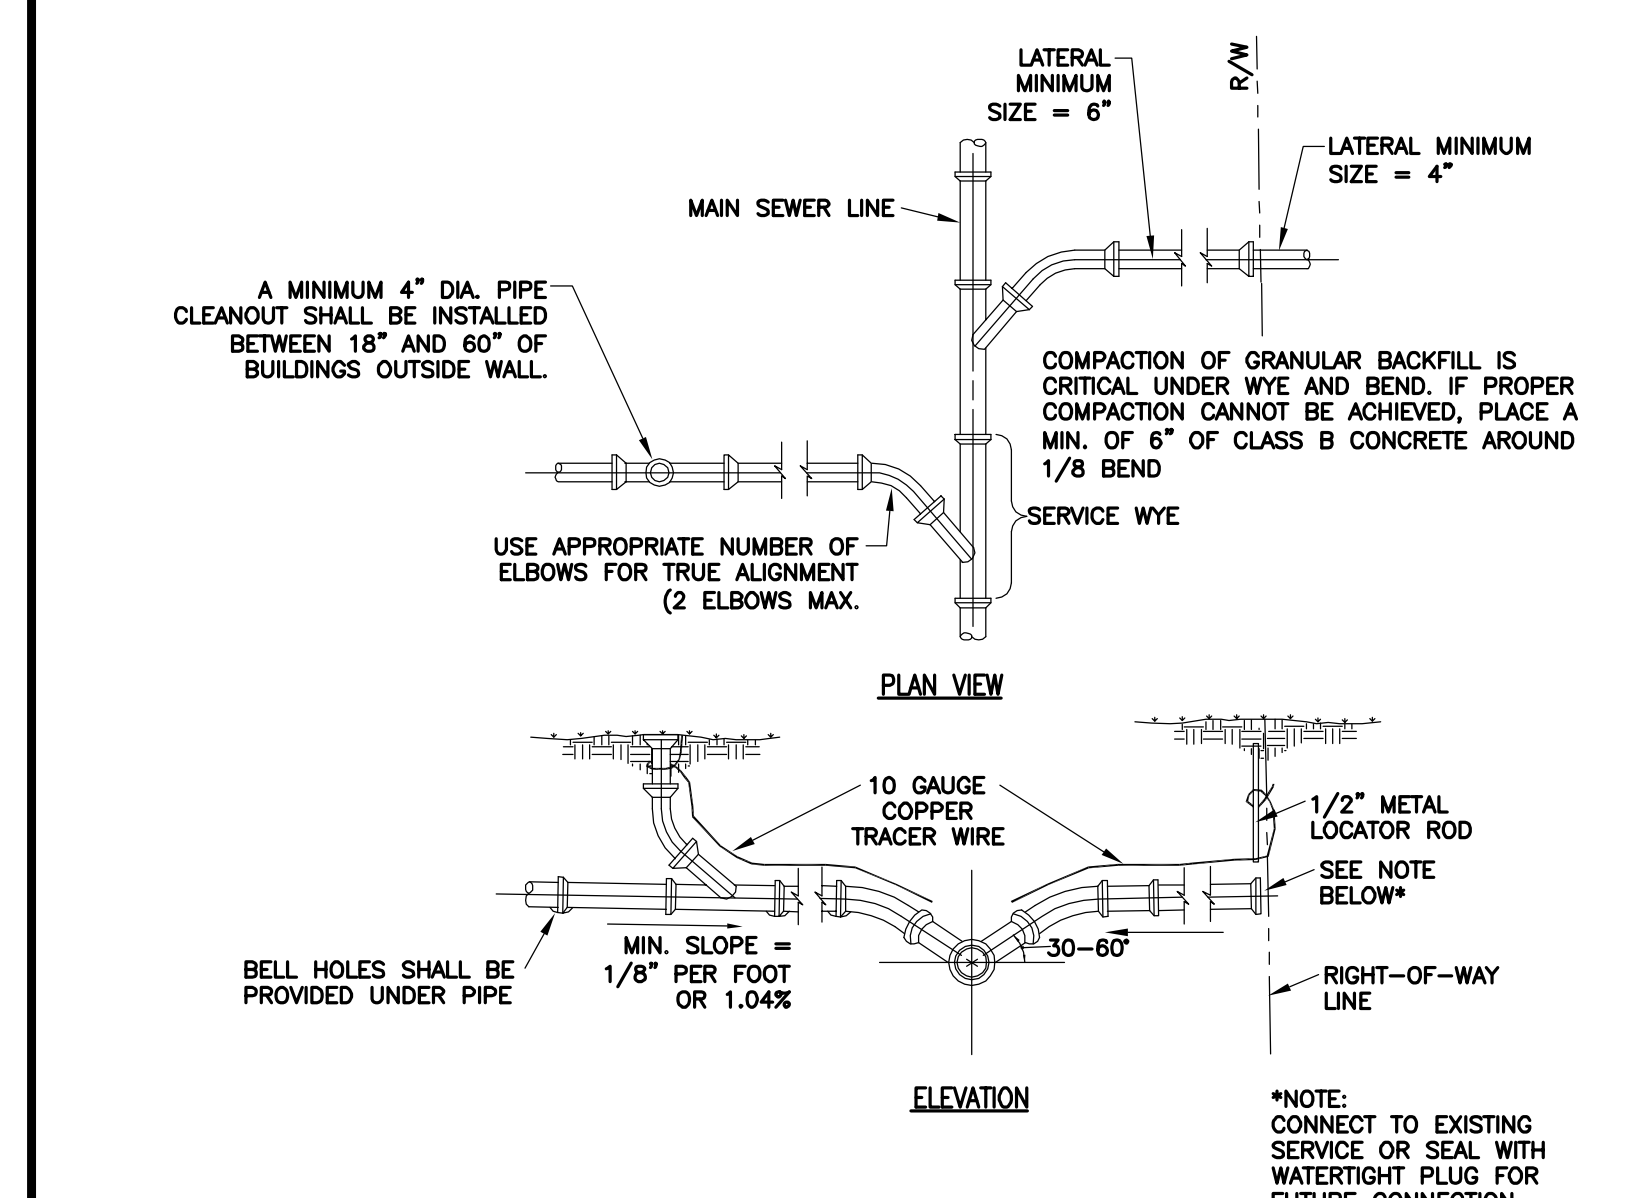 LATERAL
MINIMUM
SIZE = 6"
R/W
LATERAL MINIMUM
SIZE = 4"
MAIN SEWER LINE
A MINIMUM 4" DIA. PIPE
CLEANOUT SHALL BE INSTALLED
BETWEEN 18" AND 60" OF
BUILDINGS OUTSIDE WALL.
COMPACTION OF GRANULAR BACKFILL IS
CRITICAL UNDER WYE AND BEND. IF PROPER
COMPACTION CANNOT BE ACHIEVED, PLACE A
MIN. OF 6" OF CLASS B CONCRETE AROUND
1/8 BEND
SERVICE WYE
USE APPROPRIATE NUMBER OF
ELBOWS FOR TRUE ALIGNMENT
(2 ELBOWS MAX.
PLAN VIEW
10 GAUGE
COPPER
TRACER WIRE
1/2" METAL
LOCATOR ROD
SEE NOTE
BELOW*
30-60°
MIN. SLOPE =
1/8" PER FOOT
OR 1.04%
BELL HOLES SHALL BE
PROVIDED UNDER PIPE
RIGHT-OF-WAY
LINE
ELEVATION
*NOTE:
CONNECT TO EXISTING
SERVICE OR SEAL WITH
WATERTIGHT PLUG FOR
FUTURE CONNECTION